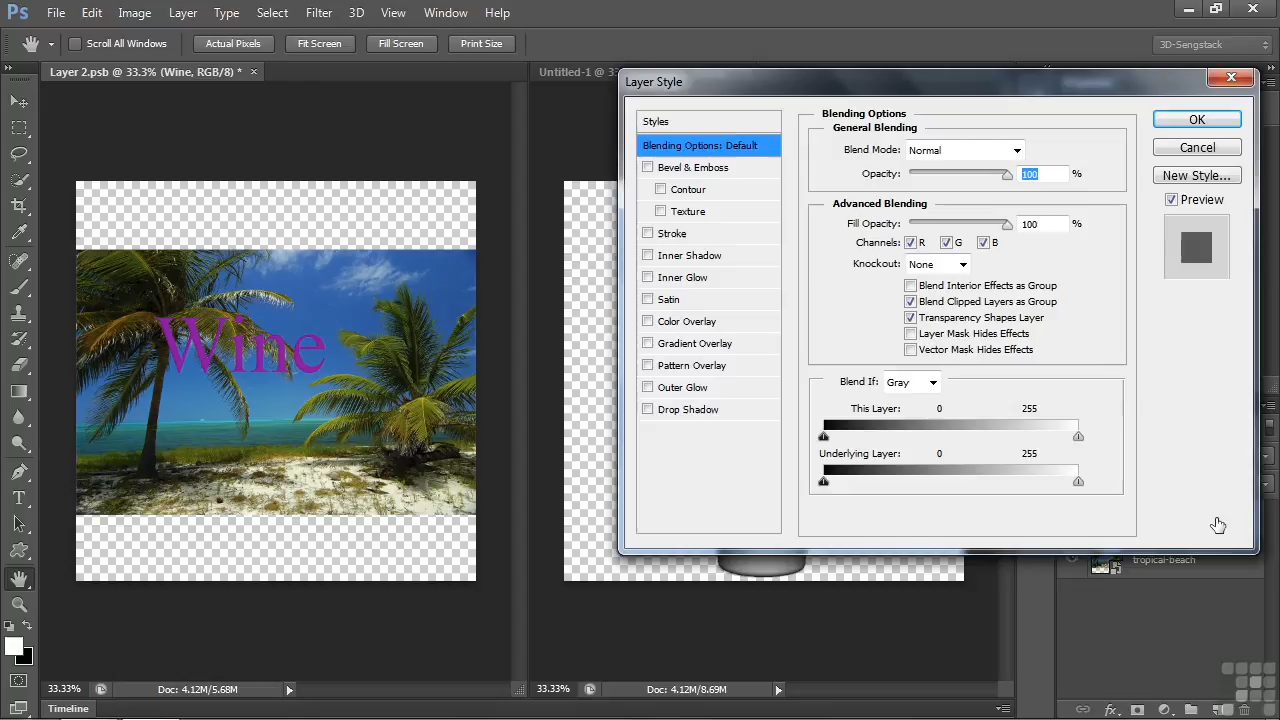 Ps File Edit Image Layer Type Select Filter 3D View Window Help
Scroll All Windows Actual Pixels Fit Screen Fill Screen Print Size 3D-Sengstack
Layer 2.psb @ 33.3% (Wine, RGB/8) * × Untitled-1 @ 33
Layer Style
Styles
Blending Options: Default
Bevel & Emboss
Contour
Texture
Stroke
Inner Shadow
Inner Glow
Satin
Color Overlay
Gradient Overlay
Pattern Overlay
Outer Glow
Drop Shadow
Blending Options
General Blending
Blend Mode: Normal
Opacity: 100 %
Advanced Blending
Fill Opacity: 100 %
Channels: R G B
Knockout: None
Blend Interior Effects as Group
Blend Clipped Layers as Group
Transparency Shapes Layer
Layer Mask Hides Effects
Vector Mask Hides Effects
Blend If: Gray
This Layer: 0 255
Underlying Layer: 0 255
OK
Cancel
New Style...
Preview
Wine
tropical-beach
33.33% Doc: 4.12M/5.68M 33.33% Doc: 4.12M/8.69M
Timeline